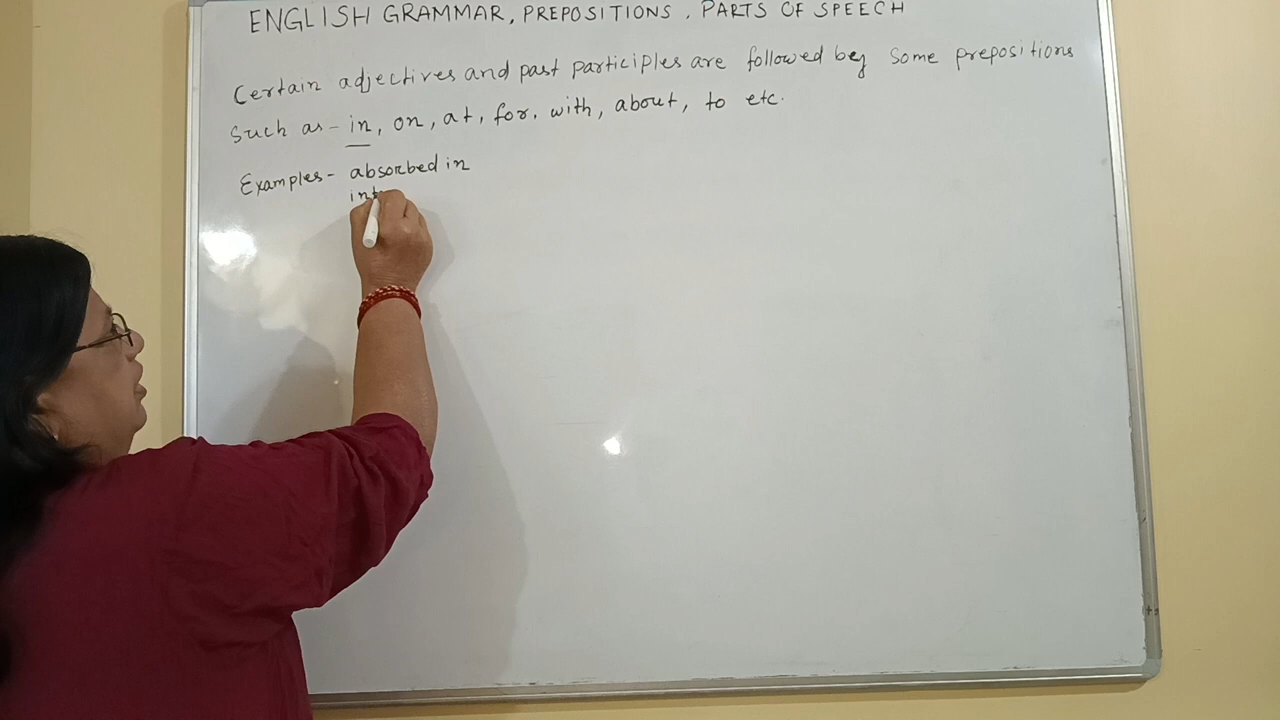 ENGLISH GRAMMAR, PREPOSITIONS, PARTS OF SPEECH
Certain adjectives and past participles are followed by some prepositions
Such as - in, on, at, for, with, about, to etc.
Examples - absorbed in
int